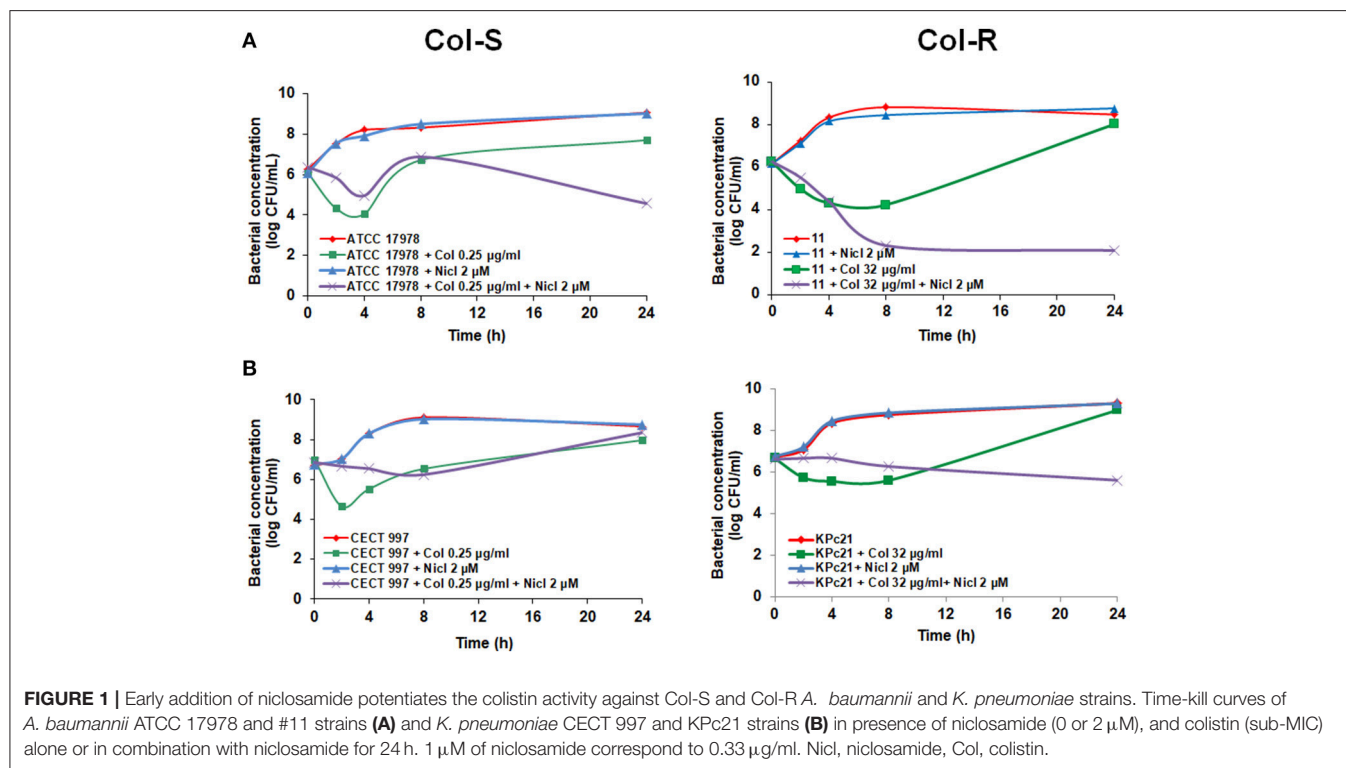 A
Col-S
Col-R
Bacterial concentration
(log CFU/mL)
10
8
6
4
2
0
ATCC 17978
ATCC 17978 + Col 0.25 µg/ml
ATCC 17978 + Nicl 2 µM
ATCC 17978 + Col 0.25 µg/ml + Nicl 2 µM
0 4 8 12 16 20 24
Time (h)
Bacterial concentration
(log CFU/ml)
10
8
6
4
2
0
11
11 + Nicl 2 µM
11 + Col 32 µg/ml
11 + Col 32 µg/ml + Nicl 2 µM
0 4 8 12 16 20 24
Time (h)
B
Bacterial concentration
(log CFU/ml)
10
8
6
4
2
0
CECT 997
CECT 997 + Col 0.25 µg/ml
CECT 997 + Nicl 2 µM
CECT 997 + Col 0.25 µg/ml + Nicl 2 µM
0 4 8 12 16 20 24
Time (h)
Bacterial concentration
(log CFU/ml)
10
8
6
4
2
0
KPc21
KPc21 + Col 32 µg/ml
KPc21+ Nicl 2 µM
KPc21 + Col 32 µg/ml+ Nicl 2 µM
0 4 8 12 16 20 24
Time (h)
FIGURE 1 | Early addition of niclosamide potentiates the colistin activity against Col-S and Col-R A. baumannii and K. pneumoniae strains. Time-kill curves of
A. baumannii ATCC 17978 and #11 strains (A) and K. pneumoniae CECT 997 and KPc21 strains (B) in presence of niclosamide (0 or 2 µM), and colistin (sub-MIC)
alone or in combination with niclosamide for 24 h. 1 µM of niclosamide correspond to 0.33 µg/ml. Nicl, niclosamide, Col, colistin.